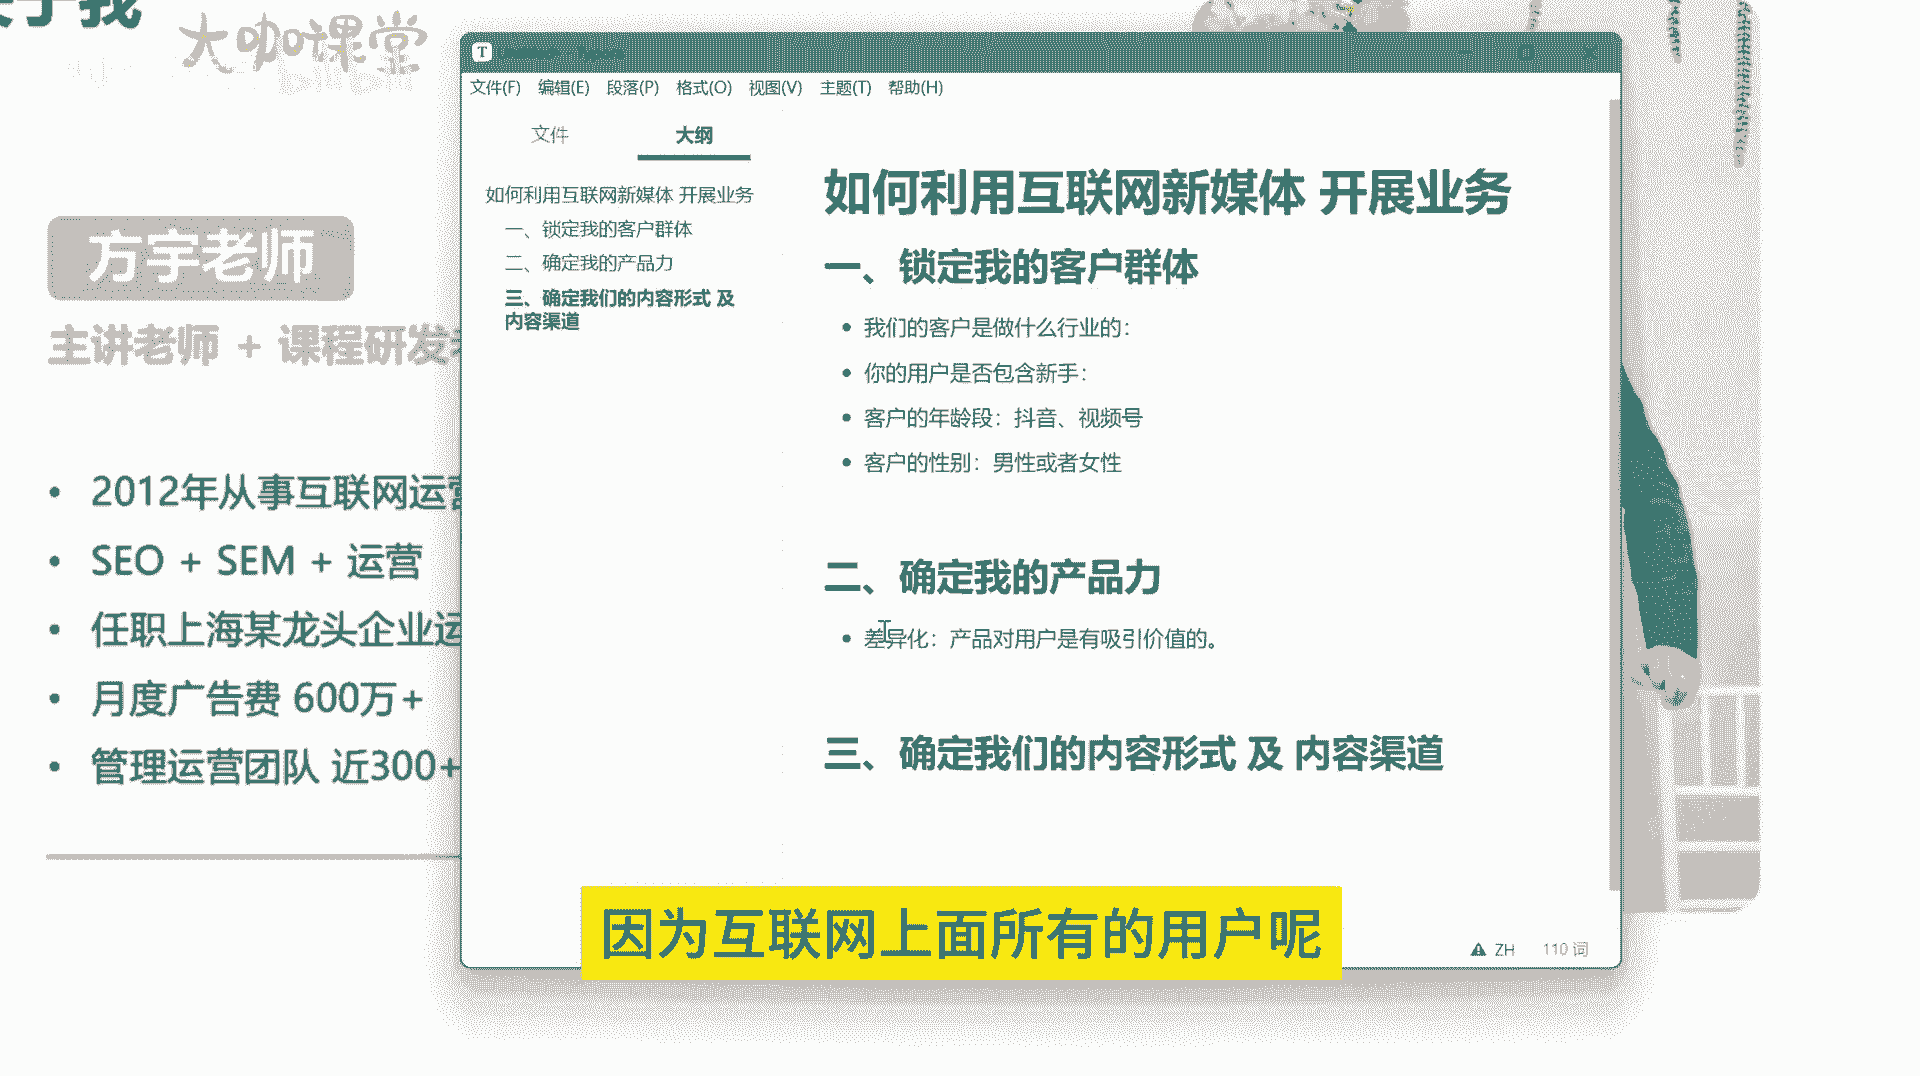 大咖课堂
bilibili
方宇老师
主讲老师 + 课程研发
• 2012年从事互联网运营
• SEO + SEM + 运营
• 任职上海某龙头企业运
• 月度广告费 600万+
• 管理运营团队 近300+
T
文件(F) 编辑(E) 段落(P) 格式(O) 视图(V) 主题(T) 帮助(H)
文件 大纲
如何利用互联网新媒体 开展业务
一、锁定我的客户群体
二、确定我的产品力
三、确定我们的内容形式 及
内容渠道
如何利用互联网新媒体 开展业务
一、锁定我的客户群体
• 我们的客户是做什么行业的：
• 你的用户是否包含新手：
• 客户的年龄段：抖音、视频号
• 客户的性别：男性或者女性
二、确定我的产品力
• 差异化：产品对用户是有吸引价值的。
三、确定我们的内容形式 及 内容渠道
因为互联网上面所有的用户呢
ZH 110 词